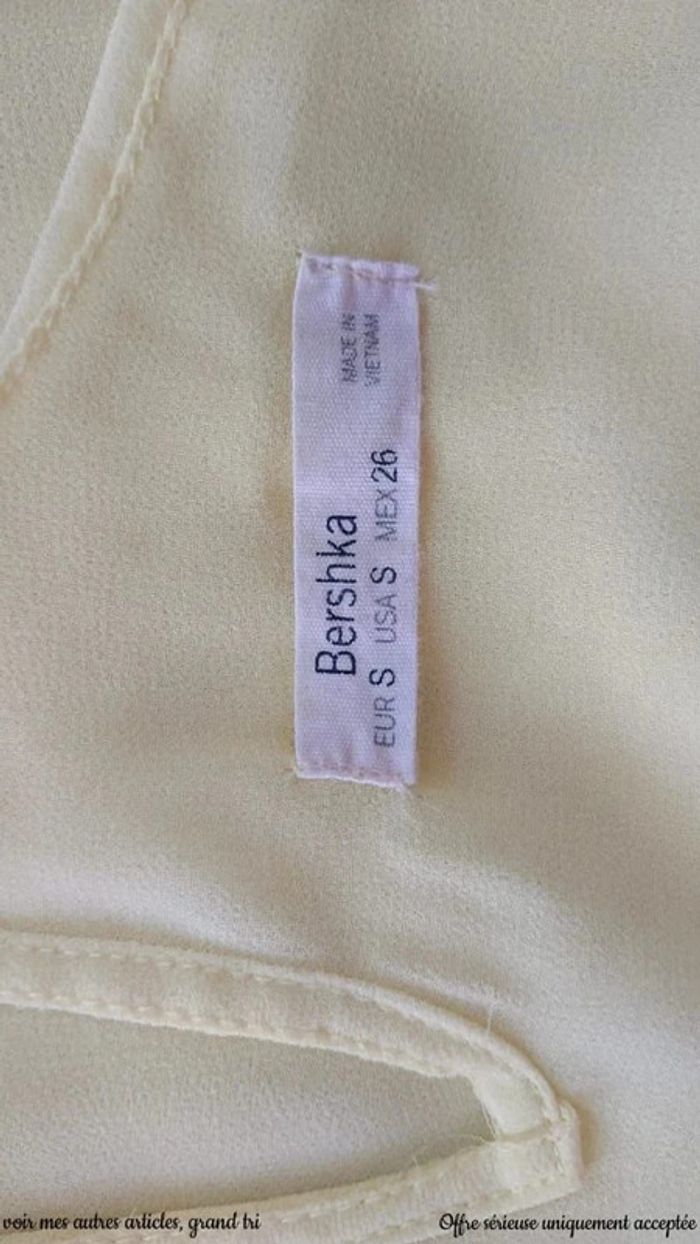 Bershka
EUR S USA S MEX 26
MADE IN
VIETNAM
voir mes autres articles, grand tri
Offre sérieuse uniquement acceptée